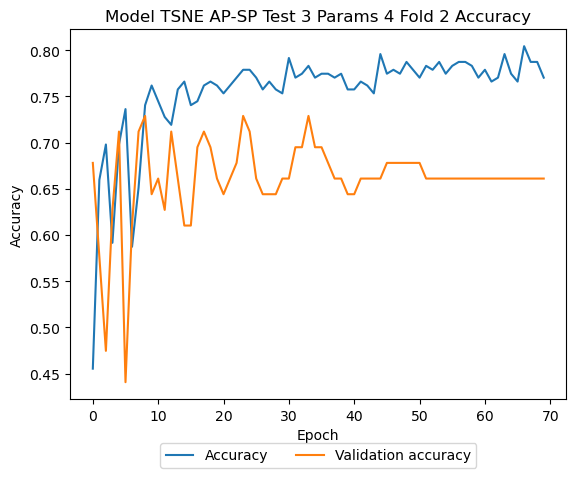 Model TSNE AP-SP Test 3 Params 4 Fold 2 Accuracy
0.80
0.75
0.70
0.65
0.60
0.55
0.50
0.45
Accuracy
0 10 20 30 40 50 60 70
Epoch
Accuracy Validation accuracy